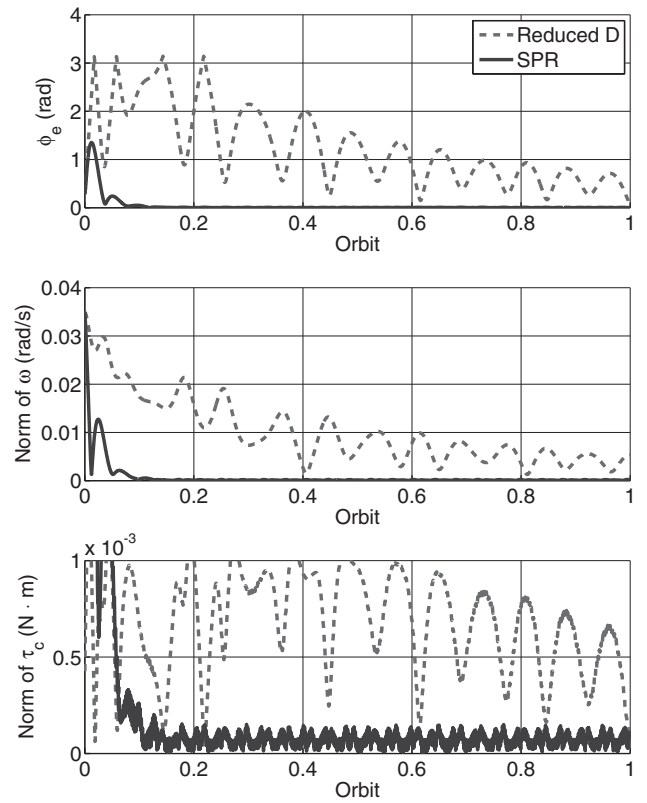 4
3
2
1
0
ϕe (rad)
Reduced D
SPR
0 0.2 0.4 0.6 0.8 1
Orbit
0.04
0.03
0.02
0.01
0
Norm of ω (rad/s)
0 0.2 0.4 0.6 0.8 1
Orbit
1 x 10-3
0.5
0
Norm of τc (N · m)
0 0.2 0.4 0.6 0.8 1
Orbit